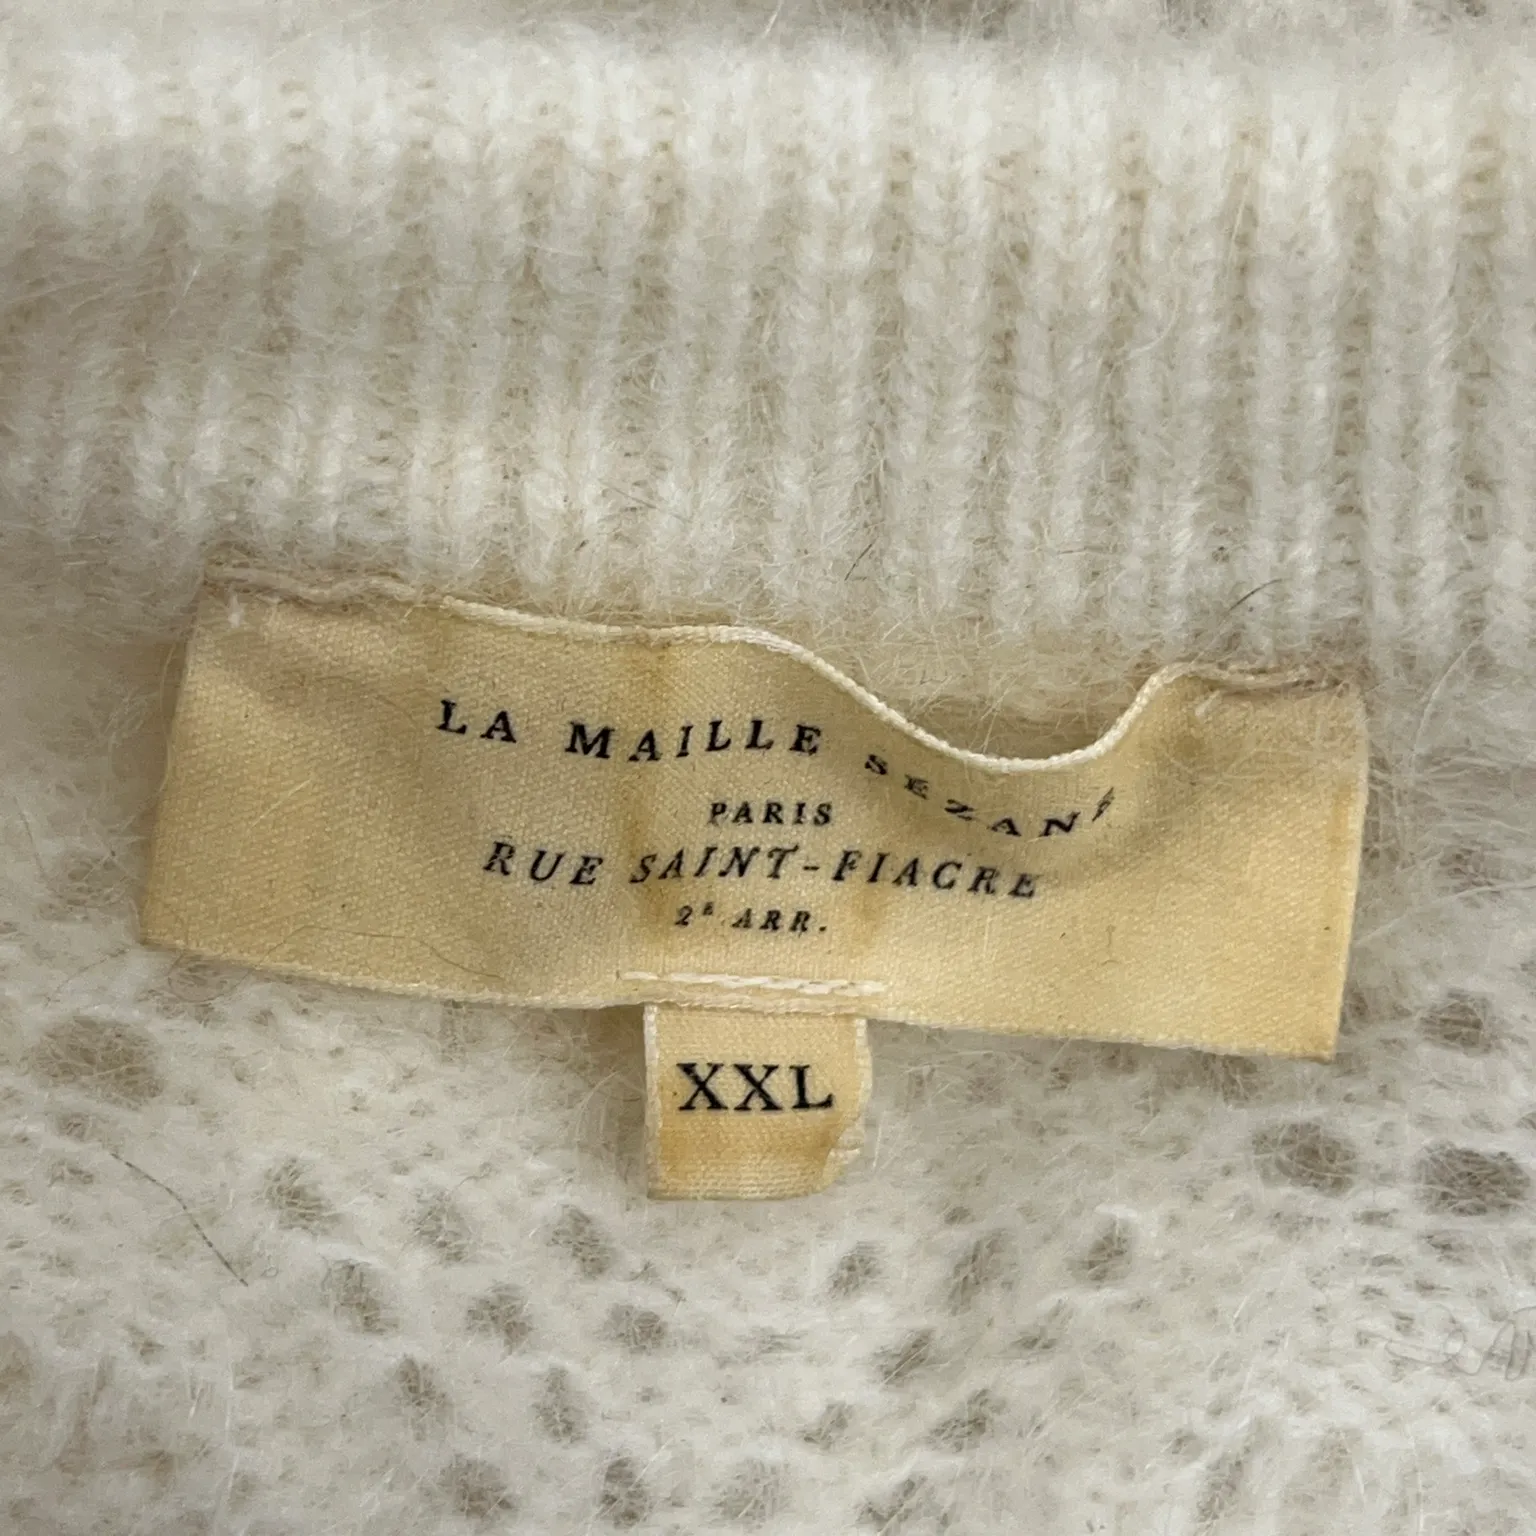 LA MAILLE SEZANE
PARIS
RUE SAINT-FIACRE
2E ARR.
XXL